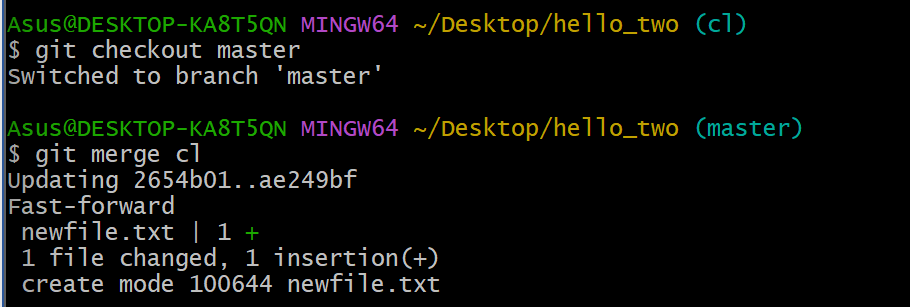 Asus@DESKTOP-KA8T5QN MINGW64 ~/Desktop/hello_two (cl)
$ git checkout master
Switched to branch 'master'

Asus@DESKTOP-KA8T5QN MINGW64 ~/Desktop/hello_two (master)
$ git merge cl
Updating 2654b01..ae249bf
Fast-forward
 newfile.txt | 1 +
 1 file changed, 1 insertion(+)
 create mode 100644 newfile.txt